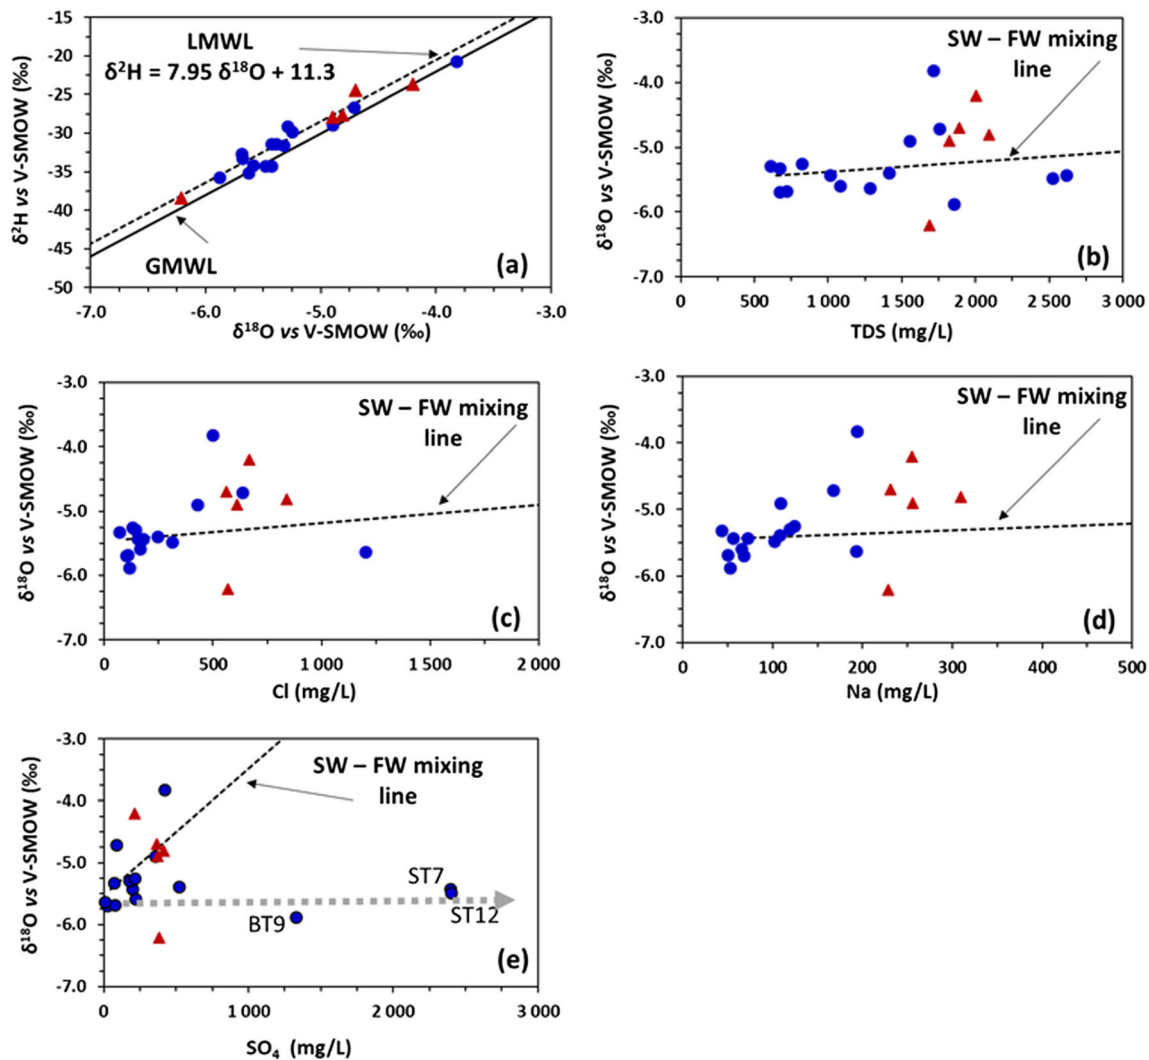 -15
-20
-25
-30
-35
-40
-45
-50
δ²H vs V-SMOW (‰)
LMWL
δ²H = 7.95 δ¹⁸O + 11.3
GMWL
(a)
-7.0 -6.0 -5.0 -4.0 -3.0
δ¹⁸O vs V-SMOW (‰)
-3.0
-4.0
-5.0
-6.0
-7.0
δ¹⁸O vs V-SMOW (‰)
SW – FW mixing
line
(b)
0 500 1 000 1 500 2 000 2 500 3 000
TDS (mg/L)
-3.0
-4.0
-5.0
-6.0
-7.0
δ¹⁸O vs V-SMOW (‰)
SW – FW mixing
line
(c)
0 500 1 000 1 500 2 000
Cl (mg/L)
-3.0
-4.0
-5.0
-6.0
-7.0
δ¹⁸O vs V-SMOW (‰)
SW – FW mixing
line
(d)
0 100 200 300 400 500
Na (mg/L)
-3.0
-4.0
-5.0
-6.0
-7.0
δ¹⁸O vs V-SMOW (‰)
SW – FW mixing
line
ST7
ST12
BT9
(e)
0 1 000 2 000 3 000
SO₄ (mg/L)